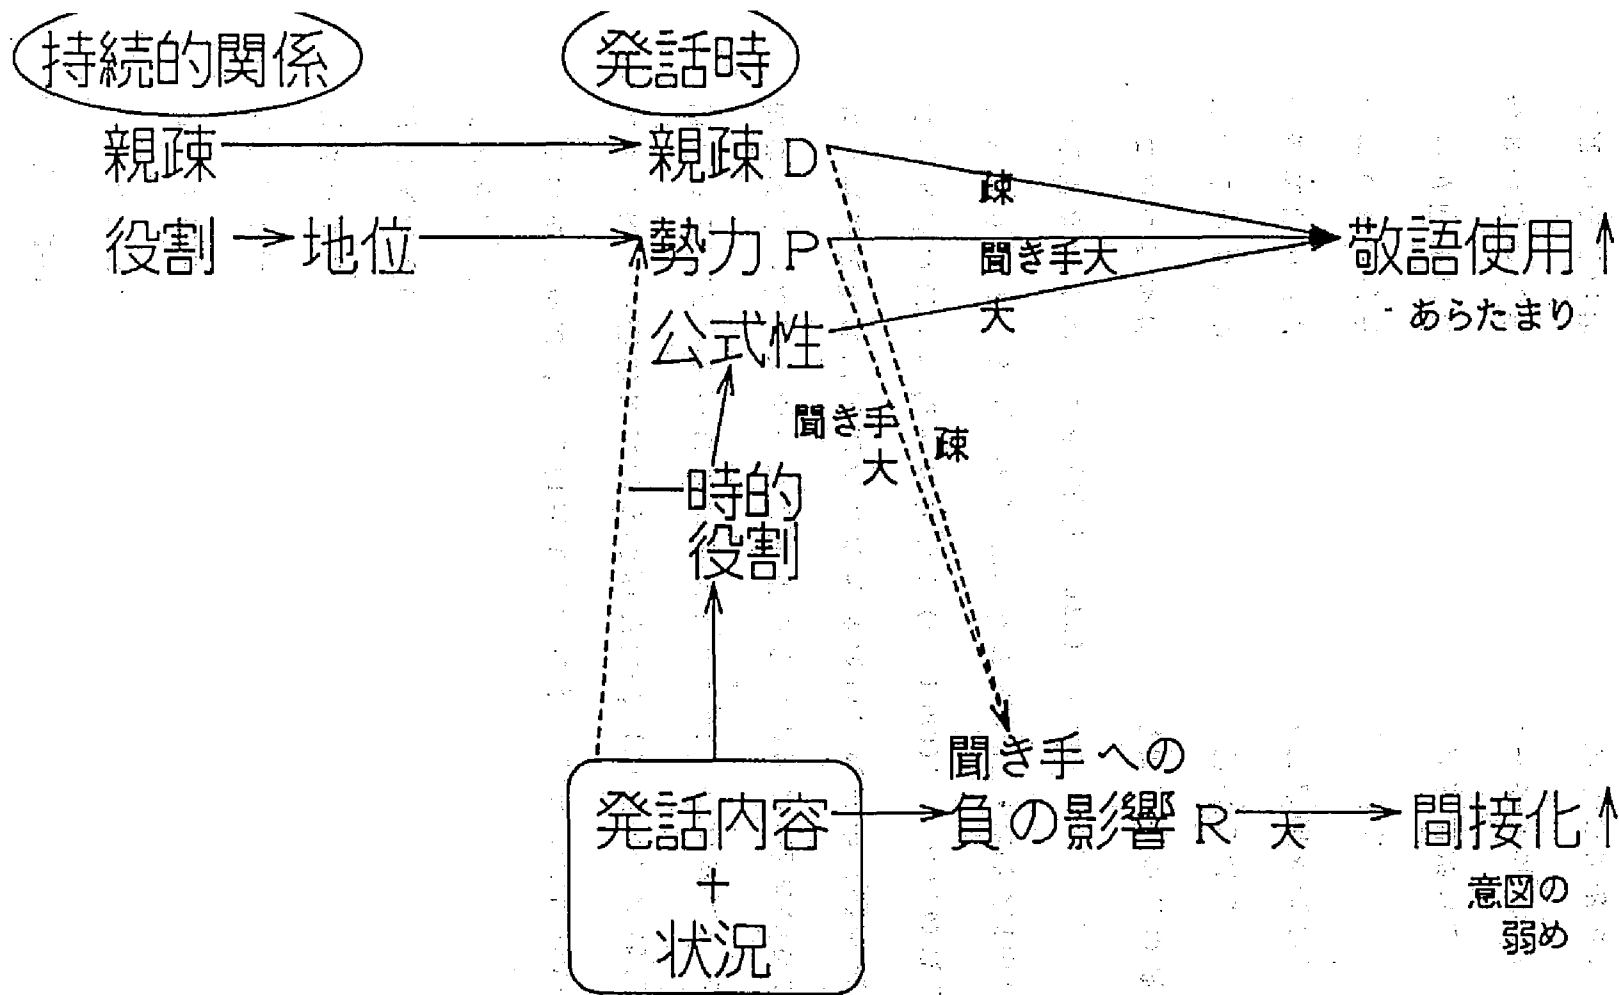 持続的関係 発話時
親疎 親疎 D
疎
役割 地位 勢力 P 敬語使用
聞き手大
大
あらたまり
公式性
聞き手
大
疎
一時的
役割
聞き手への
発話内容 負の影響 R 大 間接化
+
状況
意図の
弱め